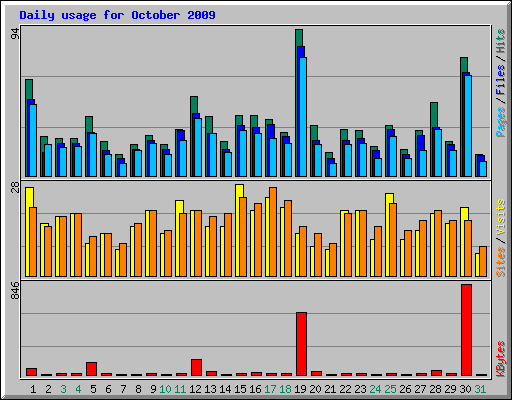 Daily usage for October 2009
94
Pages / Files / Hits
28
Sites / Visits
846
KBytes
1 2 3 4 5 6 7 8 9 10 11 12 13 14 15 16 17 18 19 20 21 22 23 24 25 26 27 28 29 30 31